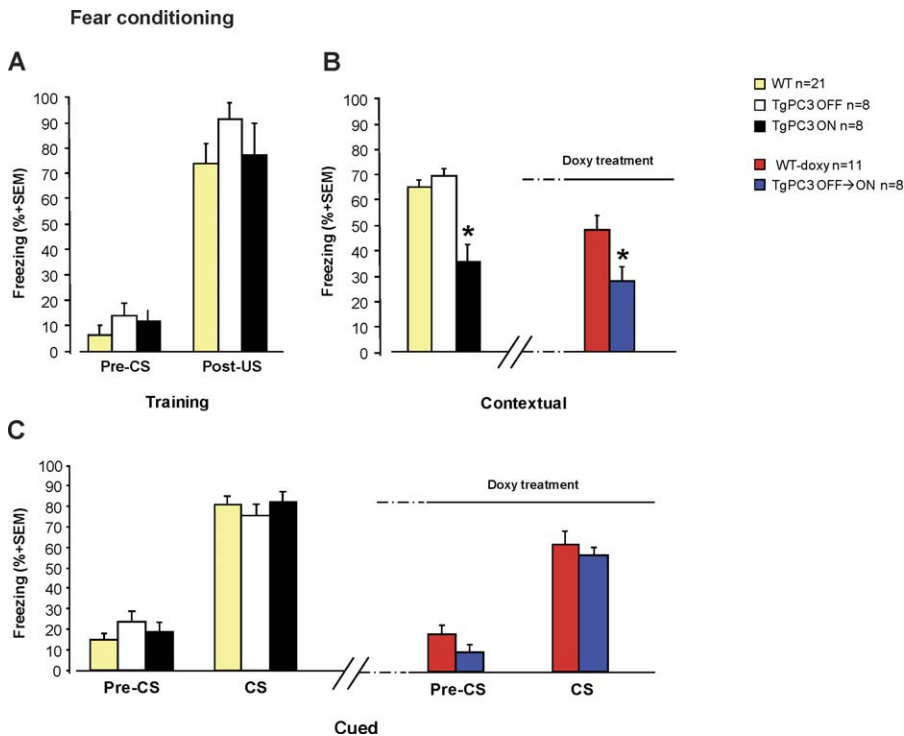 Fear conditioning
A
Freezing (%+SEM)
100
90
80
70
60
50
40
30
20
10
0
Pre-CS Post-US
Training
B
Freezing (%+SEM)
100
90
80
70
60
50
40
30
20
10
0
*
Doxy treatment
*
Contextual
WT n=21
TgPC3 OFF n=8
TgPC3 ON n=8
WT-doxy n=11
TgPC3 OFF→ON n=8
C
Freezing (%+SEM)
100
90
80
70
60
50
40
30
20
10
0
Doxy treatment
Pre-CS CS Pre-CS CS
Cued